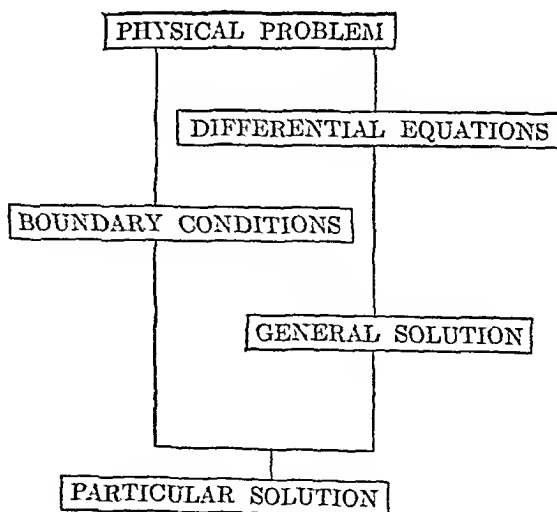 PHYSICAL PROBLEM
DIFFERENTIAL EQUATIONS
BOUNDARY CONDITIONS
GENERAL SOLUTION
PARTICULAR SOLUTION